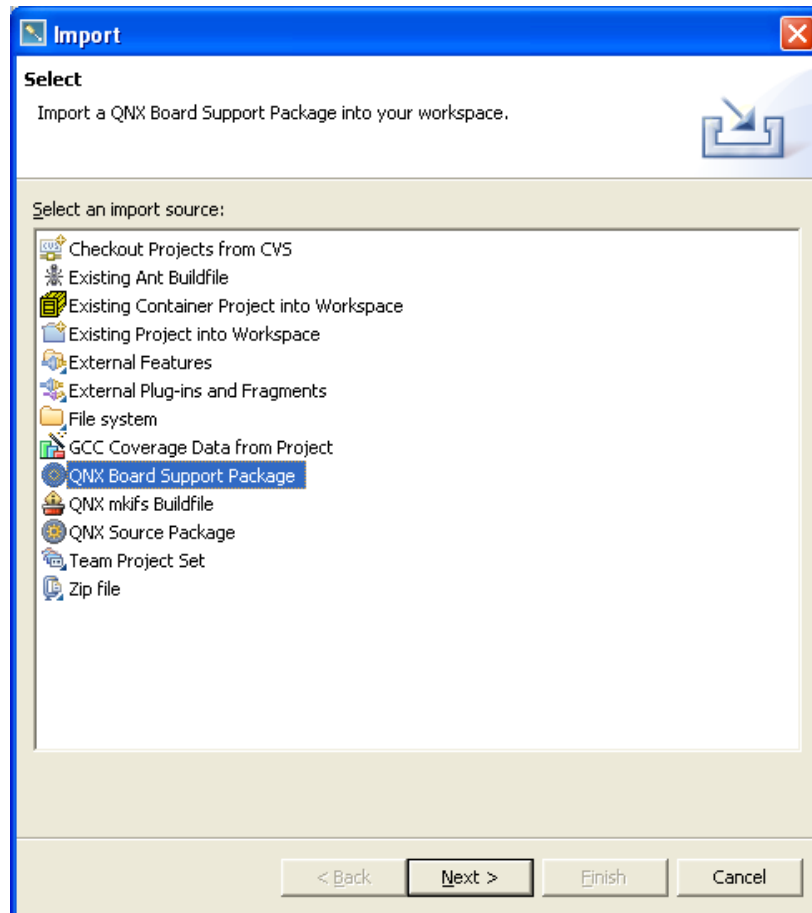 Import
Select
Import a QNX Board Support Package into your workspace.
Select an import source:
CVS
Checkout Projects from CVS
Existing Ant Buildfile
Existing Container Project into Workspace
Existing Project into Workspace
External Features
External Plug-ins and Fragments
File system
GCC Coverage Data from Project
QNX Board Support Package
QNX mkifs Buildfile
QNX Source Package
Team Project Set
Zip file
< Back Next > Finish Cancel